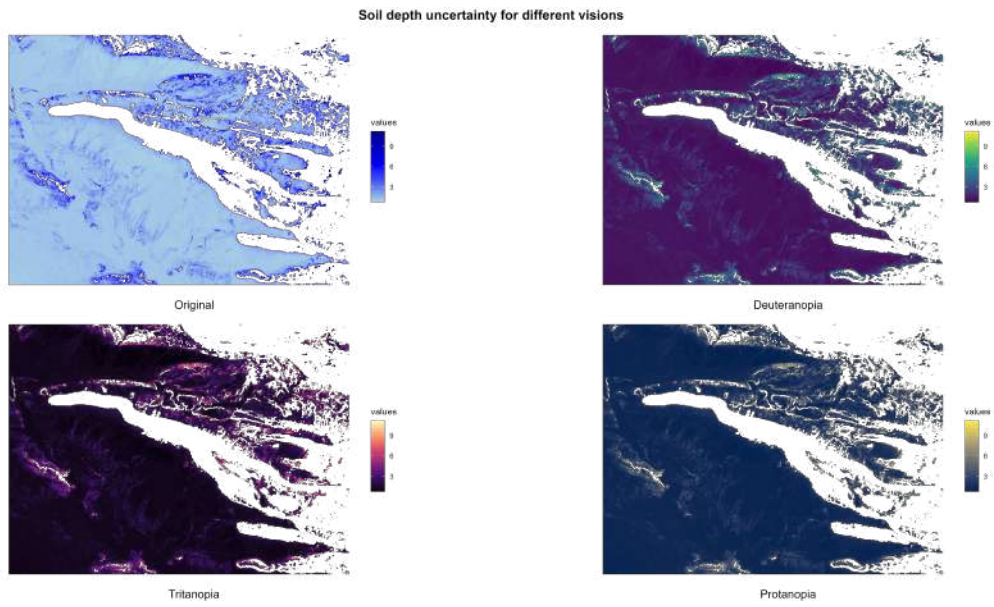 Soil depth uncertainty for different visions
values
9
6
3
Original
values
9
6
3
Deuteranopia
values
9
6
3
Tritanopia
values
9
6
3
Protanopia